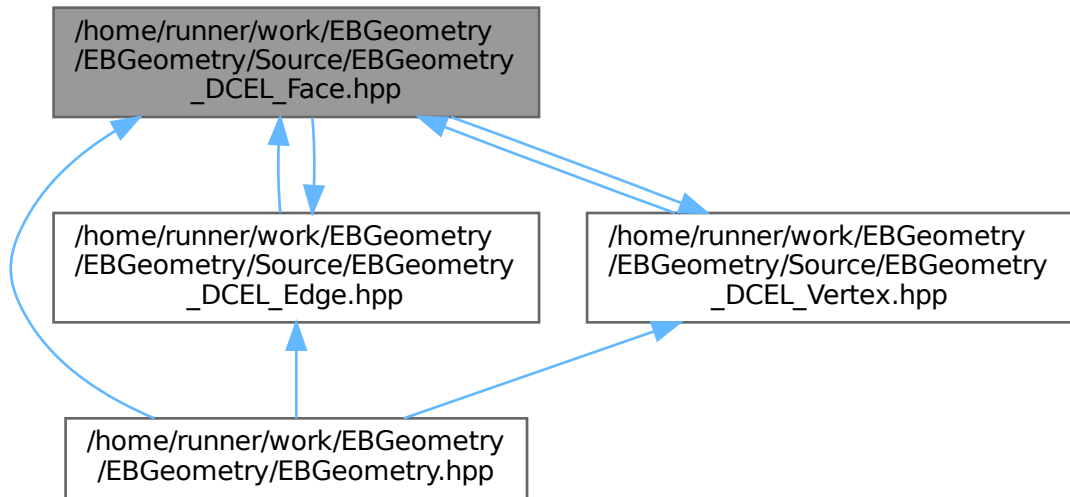 /home/runner/work/EBGeometry
/EBGeometry/Source/EBGeometry
_DCEL_Face.hpp
/home/runner/work/EBGeometry
/EBGeometry/Source/EBGeometry
_DCEL_Edge.hpp
/home/runner/work/EBGeometry
/EBGeometry/Source/EBGeometry
_DCEL_Vertex.hpp
/home/runner/work/EBGeometry
/EBGeometry/EBGeometry.hpp